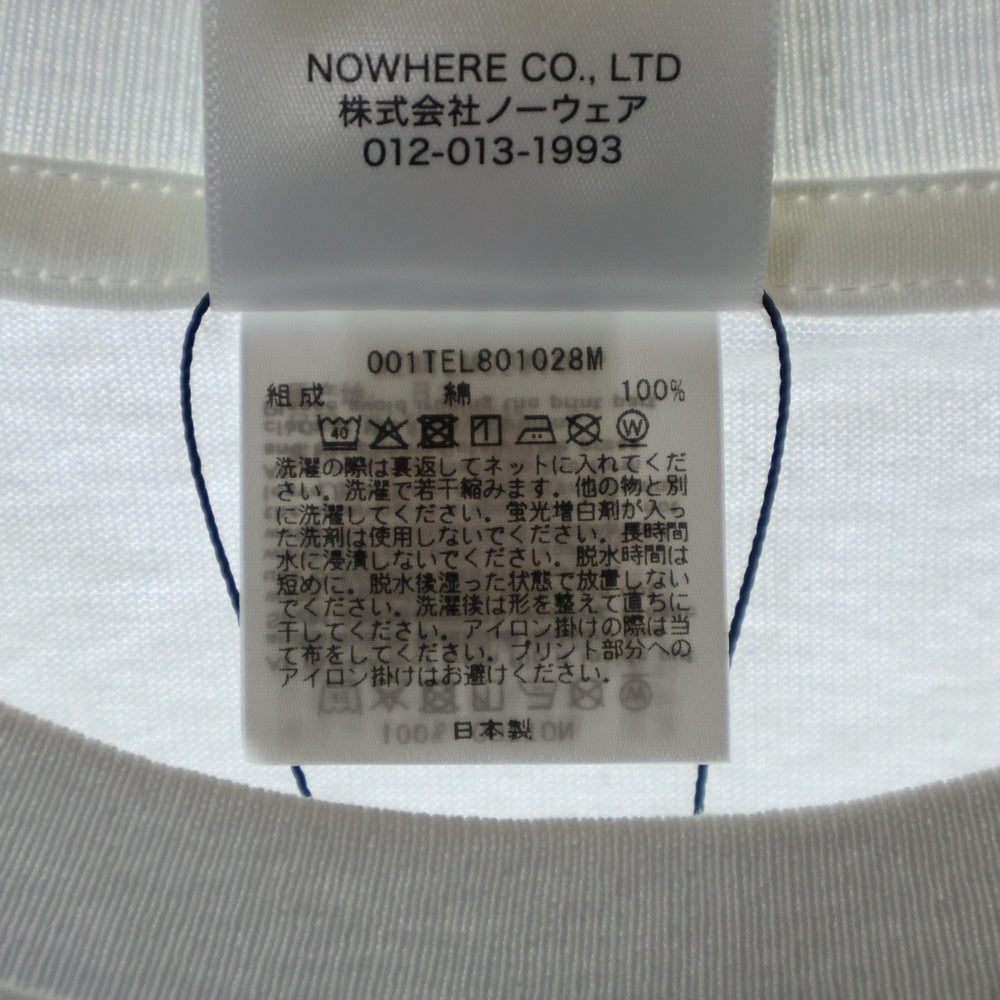 NOWHERE CO., LTD
株式会社ノーウェア
012-013-1993
001TEL801028M
組成 綿 100%
40 W
洗濯の際は裏返してネットに入れてくだ
さい。洗濯で若干縮みます。他の物と別
に洗濯してください。蛍光増白剤が入っ
た洗剤は使用しないでください。長時間
水に浸漬しないでください。脱水時間は
短めに。脱水後湿った状態で放置しない
でください。洗濯後は形を整えて直ちに
干してください。アイロン掛けの際は当
て布をしてください。プリント部分への
アイロン掛けはお避けください。
日本製